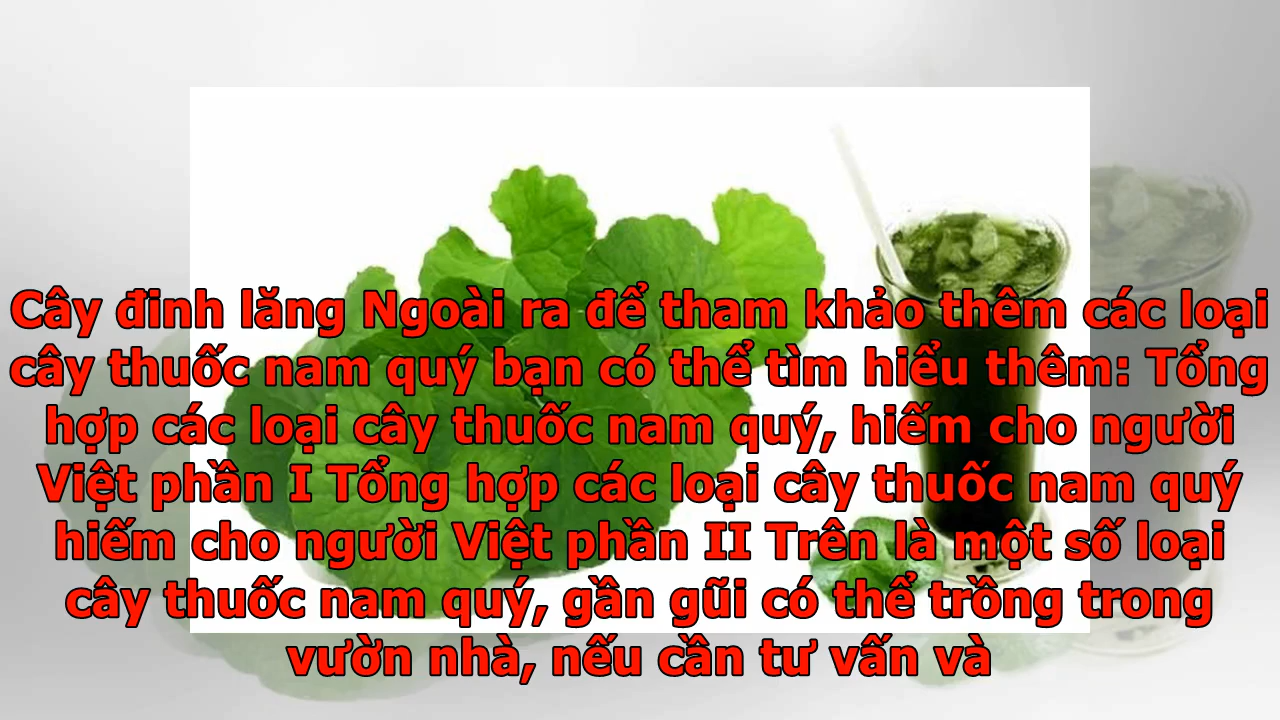 Cây đinh lăng Ngoài ra để tham khảo thêm các loại
cây thuốc nam quý bạn có thể tìm hiểu thêm: Tổng
hợp các loại cây thuốc nam quý, hiếm cho người
Việt phần I Tổng hợp các loại cây thuốc nam quý
hiếm cho người Việt phần II Trên là một số loại
cây thuốc nam quý, gần gũi có thể trồng trong
vườn nhà, nếu cần tư vấn và